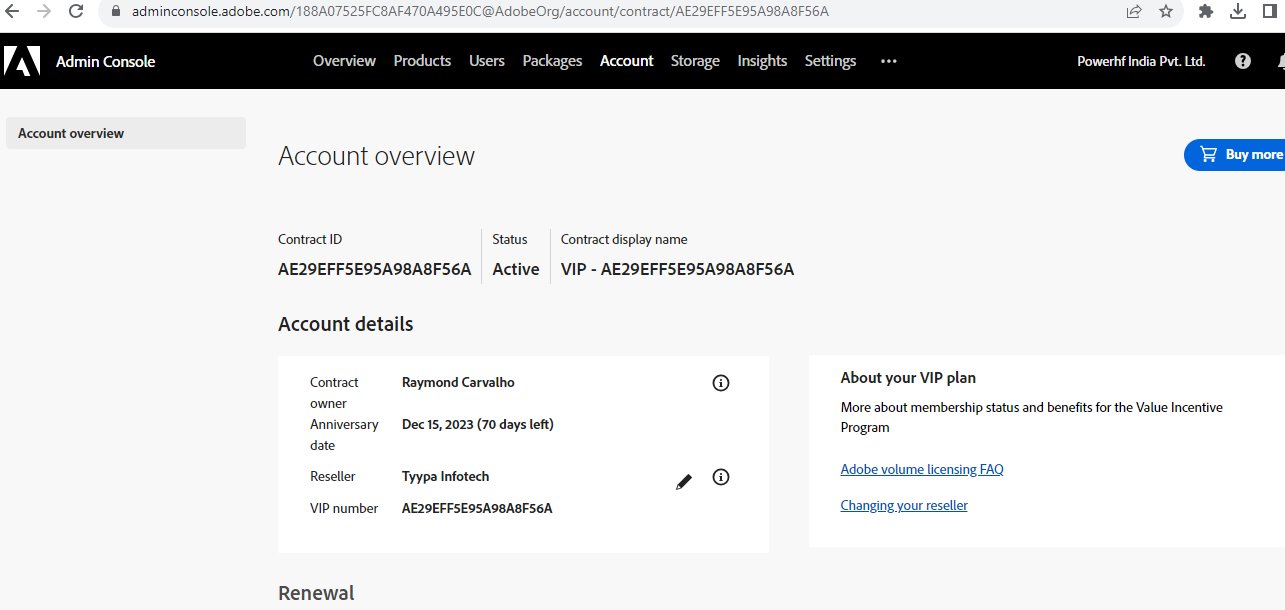 adminconsole.adobe.com/188A07525FC8AF470A495E0C@AdobeOrg/account/contract/AE29EFF5E95A98A8F56A
Admin Console Overview Products Users Packages Account Storage Insights Settings ••• Powerhf India Pvt. Ltd.
Account overview
Account overview
Buy more
Contract ID Status Contract display name
AE29EFF5E95A98A8F56A Active VIP - AE29EFF5E95A98A8F56A
Account details
Contract owner Raymond Carvalho
Anniversary date Dec 15, 2023 (70 days left)
Reseller Tyypa Infotech
VIP number AE29EFF5E95A98A8F56A
About your VIP plan
More about membership status and benefits for the Value Incentive
Program
Adobe volume licensing FAQ
Changing your reseller
Renewal